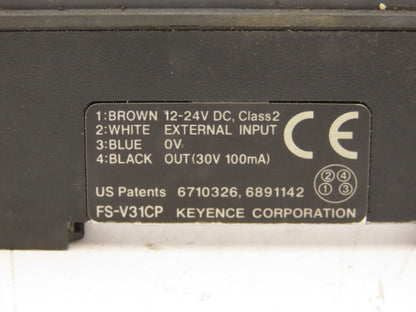 1:BROWN 12-24V DC, Class2
2:WHITE EXTERNAL INPUT
3:BLUE 0V
4:BLACK OUT(30V 100mA)
CE
② ④
① ③
US Patents 6710326, 6891142
FS-V31CP KEYENCE CORPORATION